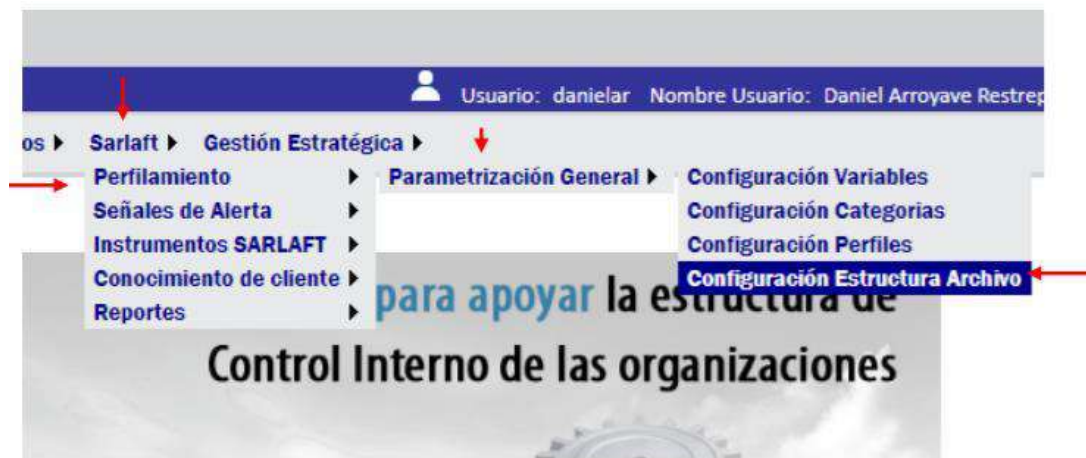 Usuario: danielar Nombre Usuario: Daniel Arroyave Restrep
os Sarlaft Gestión Estratégica
Perfilamiento Parametrización General Configuración Variables
Señales de Alerta Configuración Categorias
Instrumentos SARLAFT Configuración Perfiles
Conocimiento de cliente Configuración Estructura Archivo
Reportes
para apoyar la estructura de
Control Interno de las organizaciones